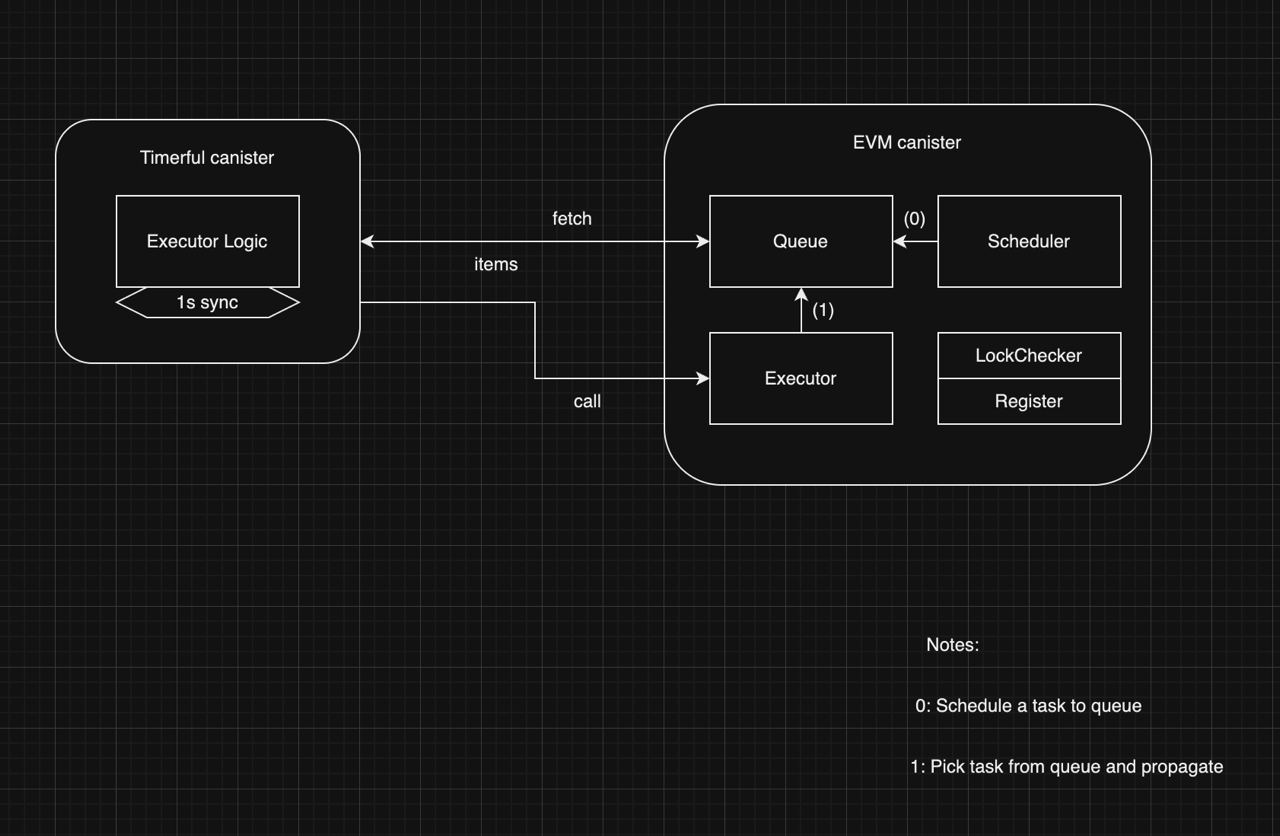 Timerful canister
Executor Logic
1s sync
fetch
items
call
EVM canister
Queue
(0)
Scheduler
(1)
Executor
LockChecker
Register
Notes:
0: Schedule a task to queue
1: Pick task from queue and propagate